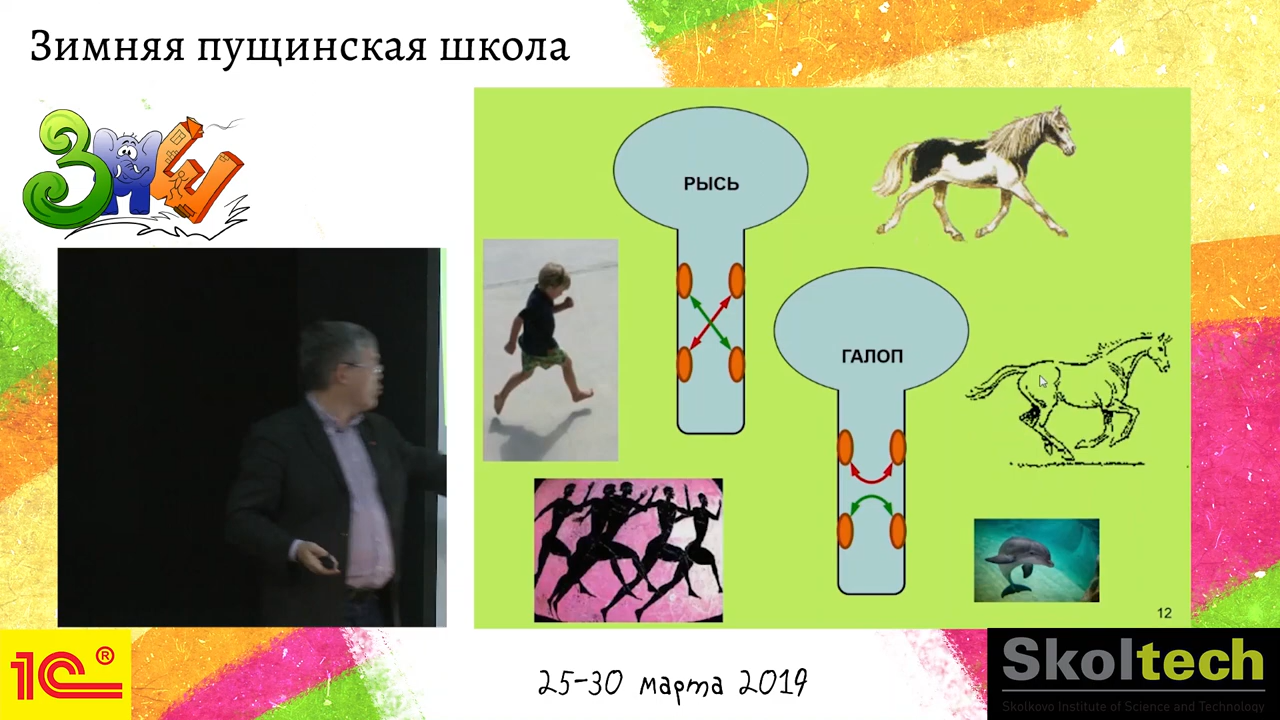 Зимняя пущинская школа
ЗПШ
РЫСЬ
ГАЛОП
12
1С®
25-30 марта 2019
Skoltech
Skolkovo Institute of Science and Technology